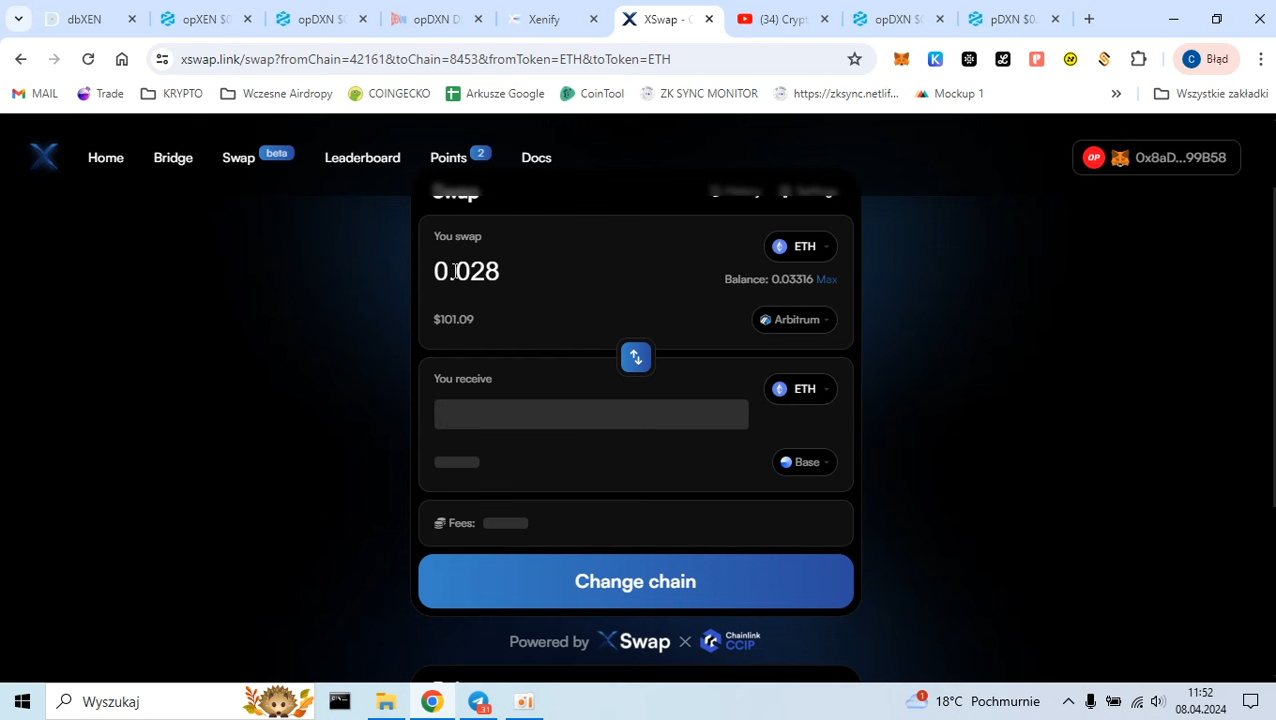 dbXEN
opXEN $0
opDXN $0.
opDXN D
Xenify
XSwap - C
(34) Cryp
opDXN $0
pDXN $0.
xswap.link/swap?fromChain=42161&toChain=8453&fromToken=ETH&toToken=ETH
Błąd
MAIL
Trade
KRYPTO
Wczesne Airdropy
COINGECKO
Arkusze Google
CoinTool
ZK SYNC MONITOR
https://zksync.netlif...
Mockup 1
Wszystkie zakładki
Home
Bridge
Swap
beta
Leaderboard
Points
2
Docs
OP
0x8aD...99B58
Swap
History
Settings
You swap
ETH
0.028
Balance: 0.03316 Max
$101.09
Arbitrum
You receive
ETH
Base
Fees:
Change chain
Powered by XSwap × Chainlink CCIP
Wyszukaj
31
1
18°C Pochmurnie
11:52
08.04.2024